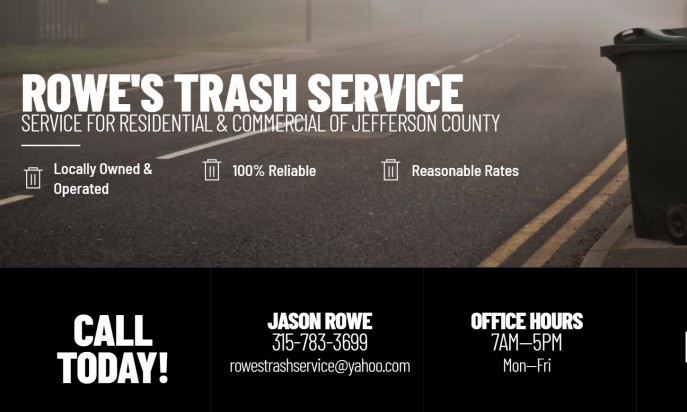 ROWE'S TRASH SERVICE
SERVICE FOR RESIDENTIAL & COMMERCIAL OF JEFFERSON COUNTY
Locally Owned &
Operated
100% Reliable
Reasonable Rates
CALL
TODAY!
JASON ROWE
315-783-3699
rowestrashservice@yahoo.com
OFFICE HOURS
7AM—5PM
Mon—Fri